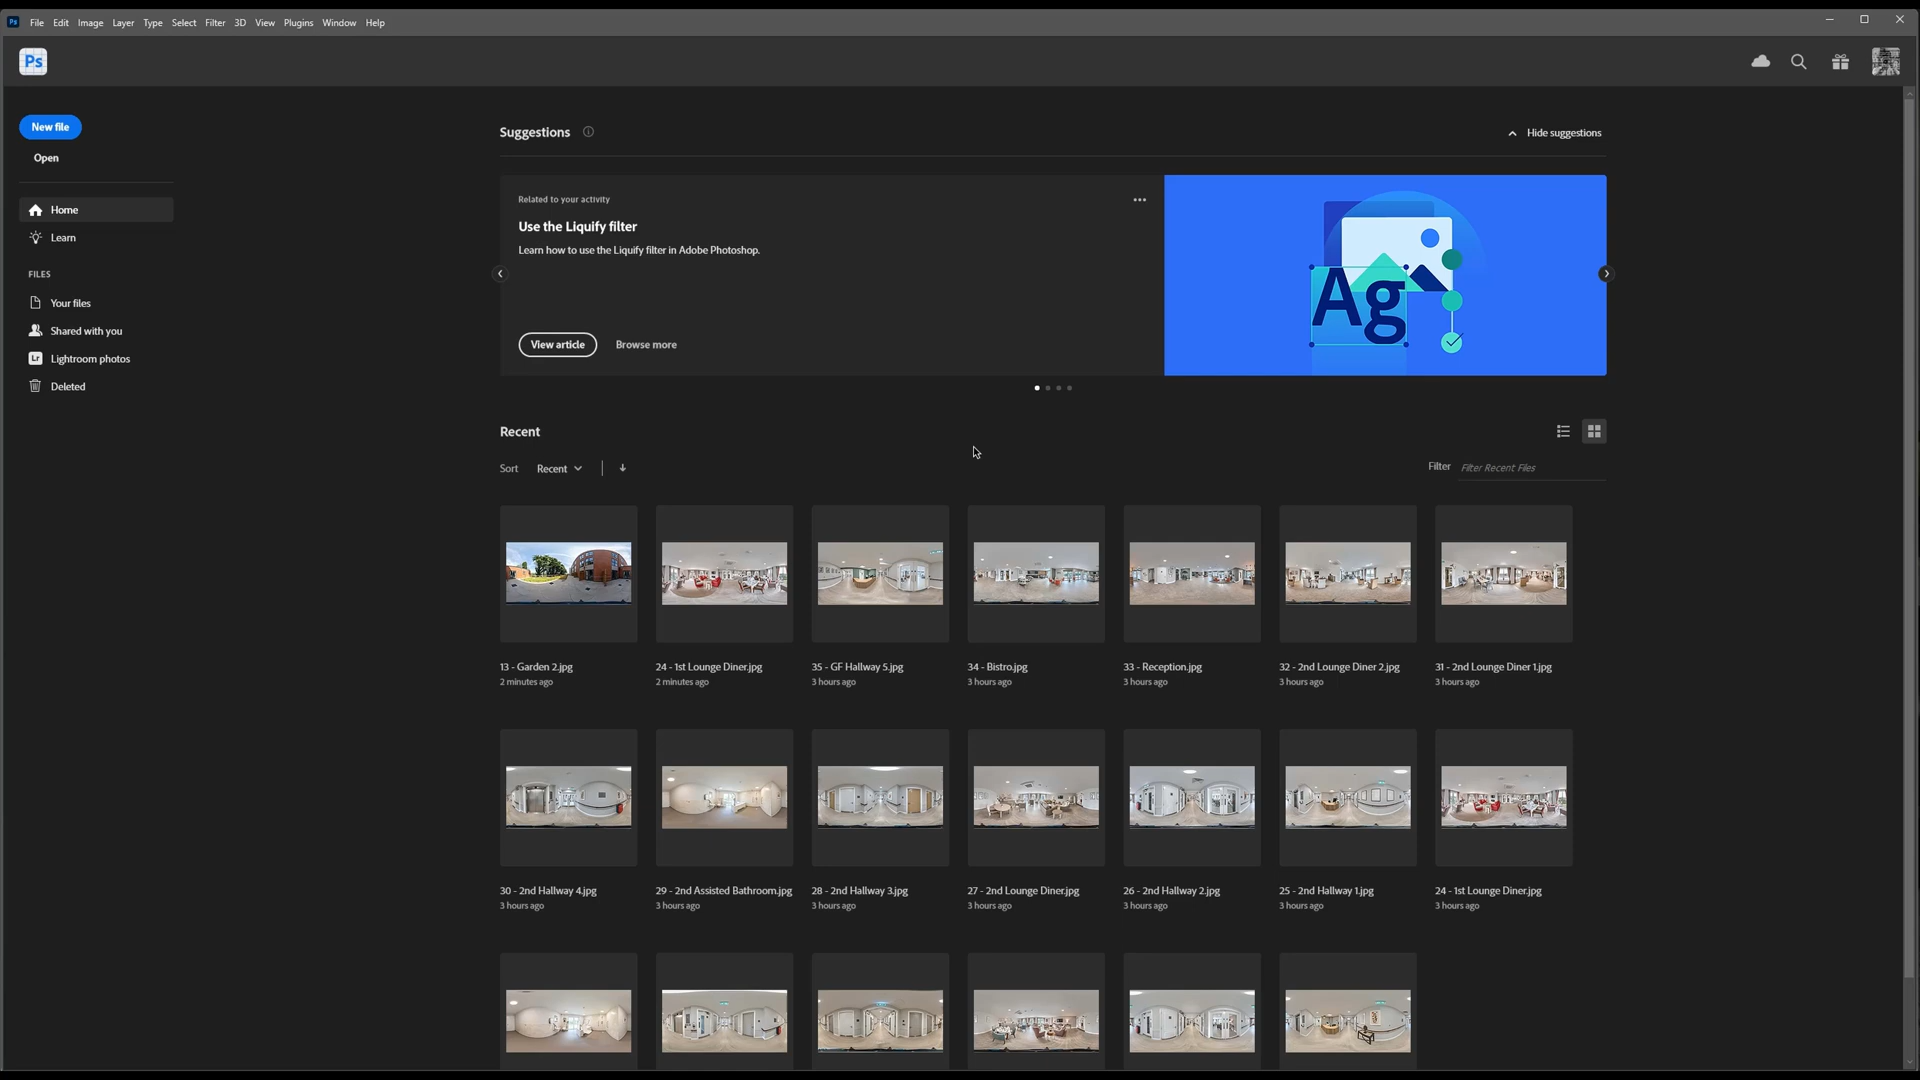 Ps File Edit Image Layer Type Select Filter 3D View Plugins Window Help
Ps
New file
Open
Home
Learn
FILES
Your files
Shared with you
Lr Lightroom photos
Deleted
Suggestions
Hide suggestions
Related to your activity
Use the Liquify filter
Learn how to use the Liquify filter in Adobe Photoshop.
View article Browse more
Ag
Recent
Sort Recent
Filter Filter Recent Files
13 - Garden 2.jpg
2 minutes ago
24 - 1st Lounge Diner.jpg
2 minutes ago
35 - GF Hallway 5.jpg
3 hours ago
34 - Bistro.jpg
3 hours ago
33 - Reception.jpg
3 hours ago
32 - 2nd Lounge Diner 2.jpg
3 hours ago
31 - 2nd Lounge Diner 1.jpg
3 hours ago
30 - 2nd Hallway 4.jpg
3 hours ago
29 - 2nd Assisted Bathroom.jpg
3 hours ago
28 - 2nd Hallway 3.jpg
3 hours ago
27 - 2nd Lounge Diner.jpg
3 hours ago
26 - 2nd Hallway 2.jpg
3 hours ago
25 - 2nd Hallway 1.jpg
3 hours ago
24 - 1st Lounge Diner.jpg
3 hours ago